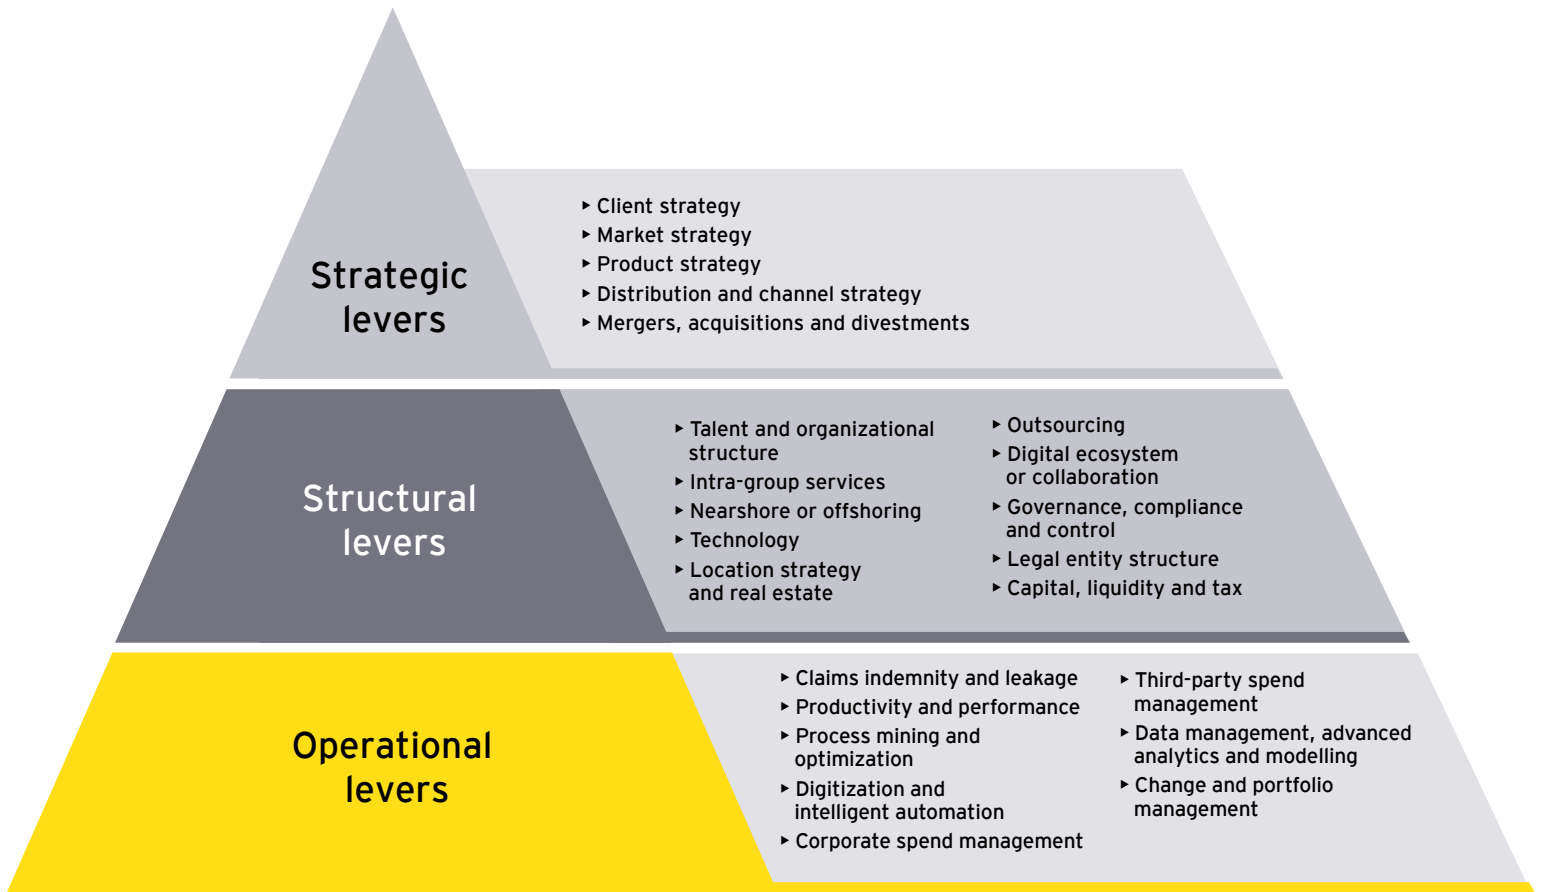 Strategic
levers
▸ Client strategy
▸ Market strategy
▸ Product strategy
▸ Distribution and channel strategy
▸ Mergers, acquisitions and divestments
Structural
levers
▸ Talent and organizational
structure
▸ Intra-group services
▸ Nearshore or offshoring
▸ Technology
▸ Location strategy
and real estate
▸ Outsourcing
▸ Digital ecosystem
or collaboration
▸ Governance, compliance
and control
▸ Legal entity structure
▸ Capital, liquidity and tax
Operational
levers
▸ Claims indemnity and leakage
▸ Productivity and performance
▸ Process mining and
optimization
▸ Digitization and
intelligent automation
▸ Corporate spend management
▸ Third-party spend
management
▸ Data management, advanced
analytics and modelling
▸ Change and portfolio
management